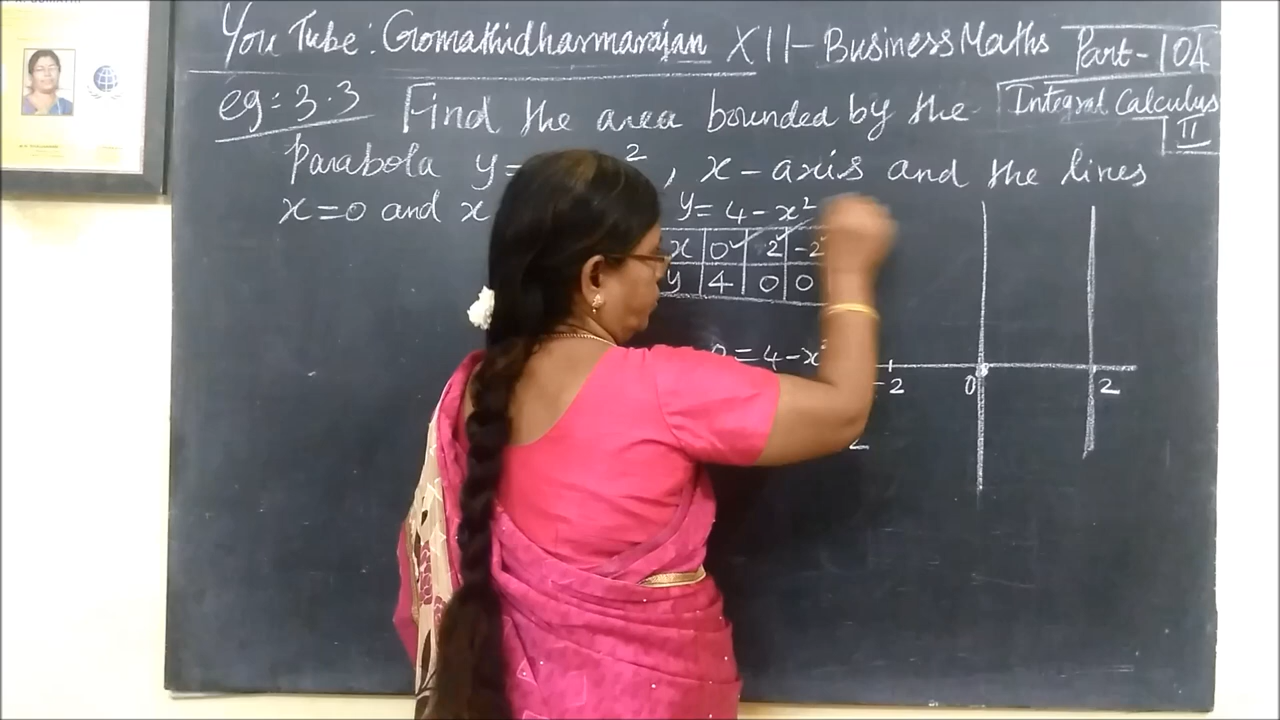 You Tube: Gomathidharmarajan XII - Business Maths Part - 104
eg: 3.3 Find the area bounded by the Integral Calculus
II
Parabola y = ² , x - axis and the lines
x = 0 and x
y = 4 - x²
x 0 2 -2
y 4 0 0
0 = 4 - x²
-2 0 2